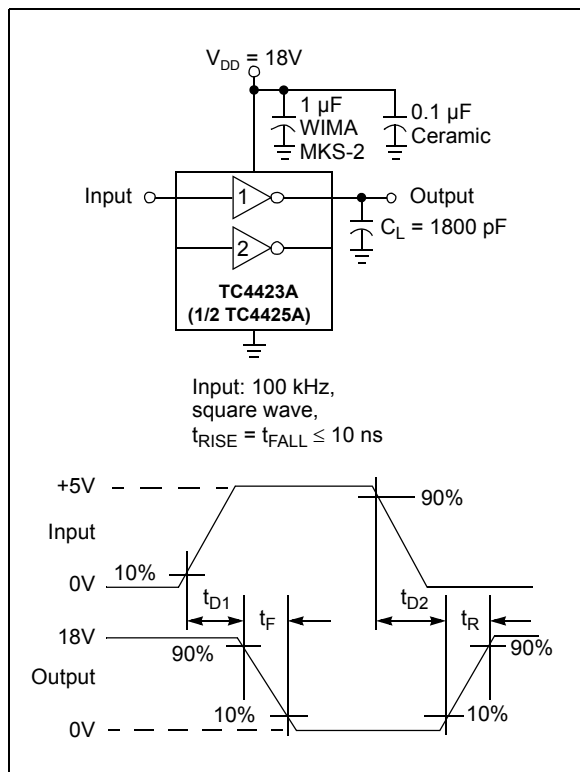 V_DD = 18V
1 µF
WIMA
MKS-2
0.1 µF
Ceramic
Input
1
Output
C_L = 1800 pF
2
TC4423A
(1/2 TC4425A)
Input: 100 kHz,
square wave,
t_RISE = t_FALL ≤ 10 ns
+5V
90%
Input
10%
0V
t_D1
t_F
t_D2
t_R
18V
90%
90%
Output
10%
10%
0V